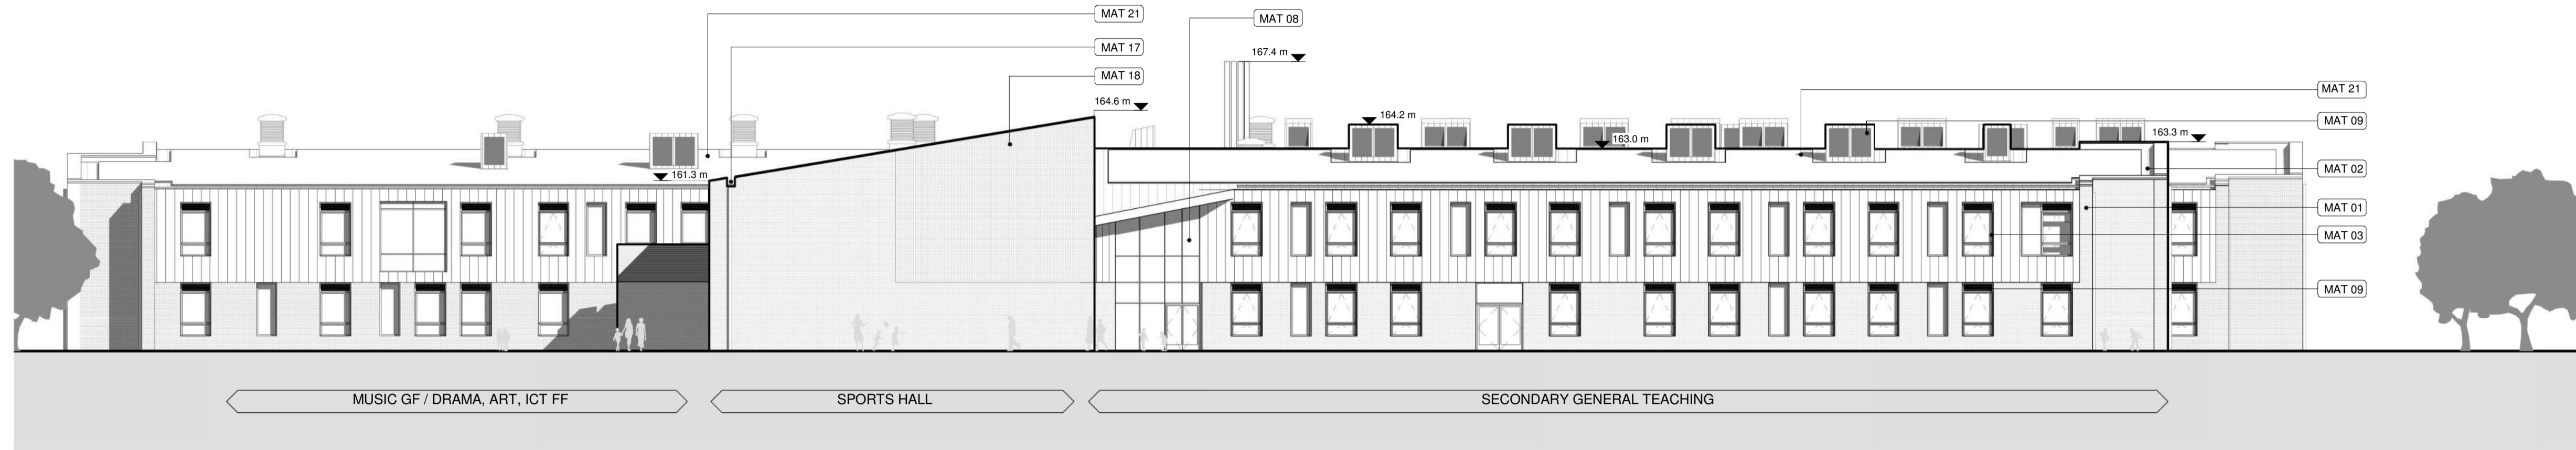 MAT 21
MAT 08
MAT 17
167.4 m
MAT 18
MAT 21
164.6 m
164.2 m
MAT 09
163.0 m
163.3 m
MAT 02
161.3 m
MAT 01
MAT 03
MAT 09
MUSIC GF / DRAMA, ART, ICT FF
SPORTS HALL
SECONDARY GENERAL TEACHING